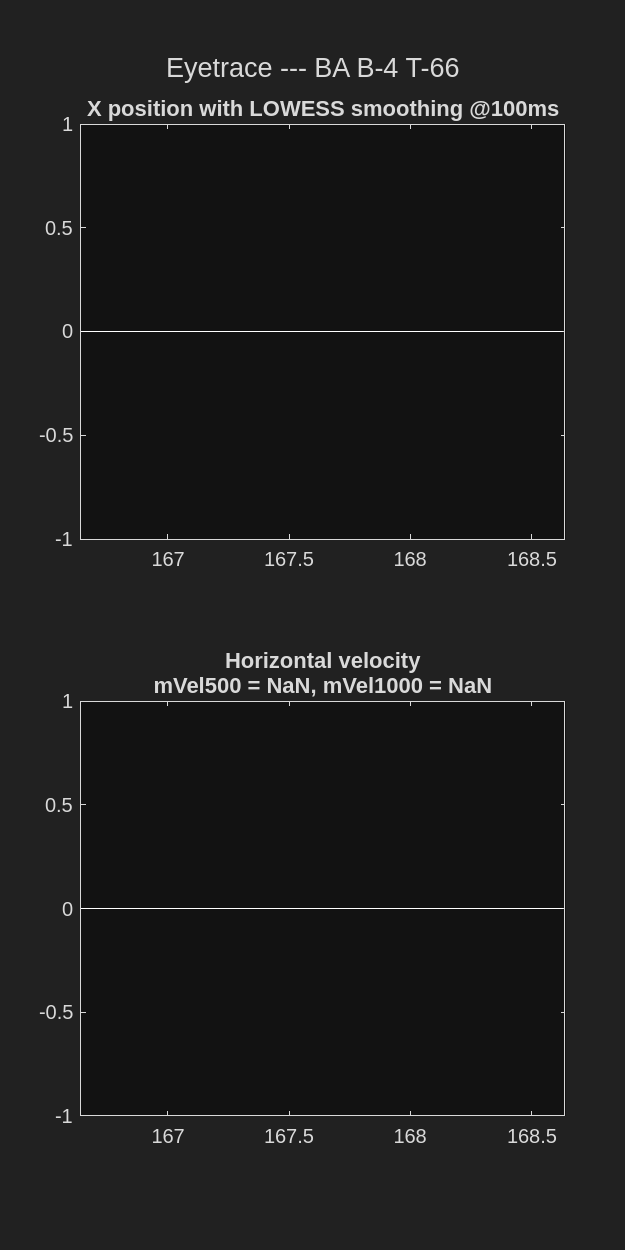 Eyetrace --- BA B-4 T-66
X position with LOWESS smoothing @100ms
1
0.5
0
-0.5
-1
167 167.5 168 168.5
Horizontal velocity
mVel500 = NaN, mVel1000 = NaN
1
0.5
0
-0.5
-1
167 167.5 168 168.5